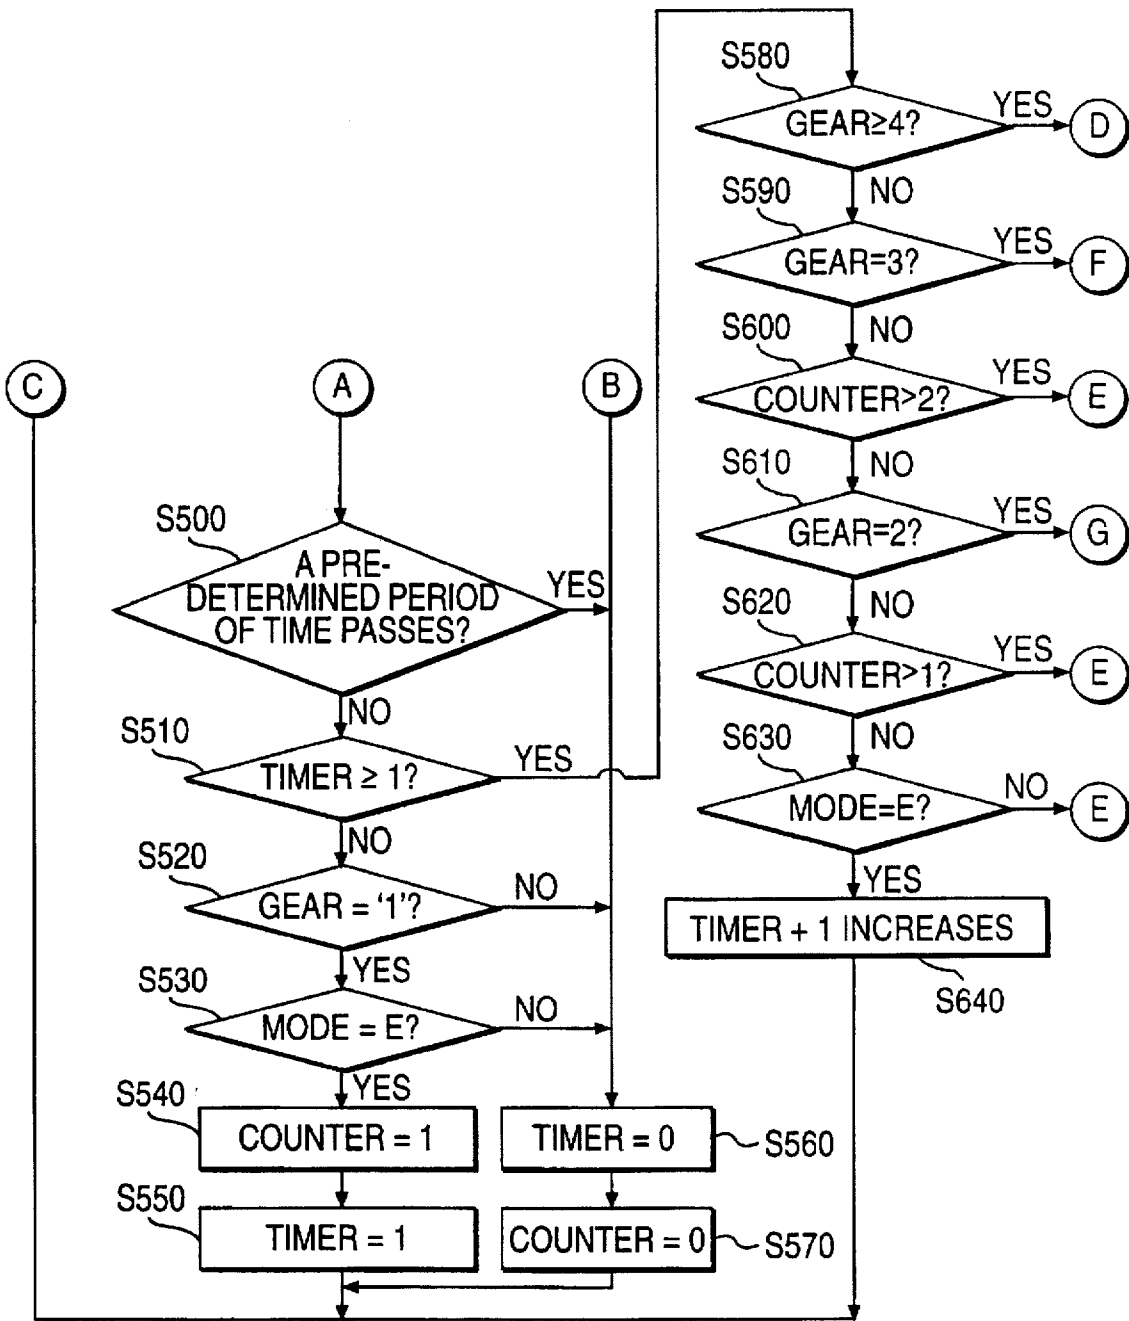 C
A
B
S500
A PRE-
DETERMINED PERIOD
OF TIME PASSES?
YES
NO
S510
TIMER ≥ 1?
YES
NO
S520
GEAR = '1'?
NO
YES
S530
MODE = E?
NO
YES
S540
COUNTER = 1
S550
TIMER = 1
TIMER = 0
S560
COUNTER = 0
S570
S580
GEAR≥4?
YES
D
NO
S590
GEAR=3?
YES
F
NO
S600
COUNTER>2?
YES
E
NO
S610
GEAR=2?
YES
G
NO
S620
COUNTER>1?
YES
E
NO
S630
MODE=E?
NO
E
YES
TIMER + 1 INCREASES
S640